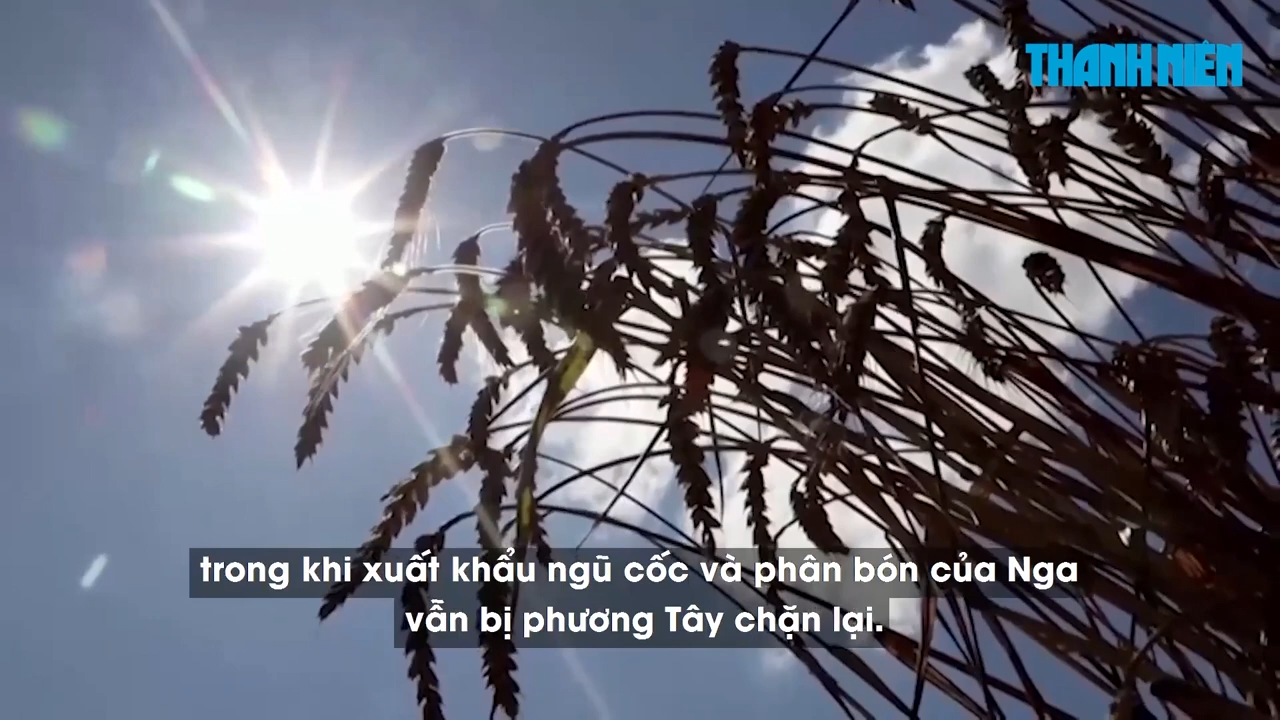 THANH NIÊN
trong khi xuất khẩu ngũ cốc và phân bón của Nga
vẫn bị phương Tây chặn lại.